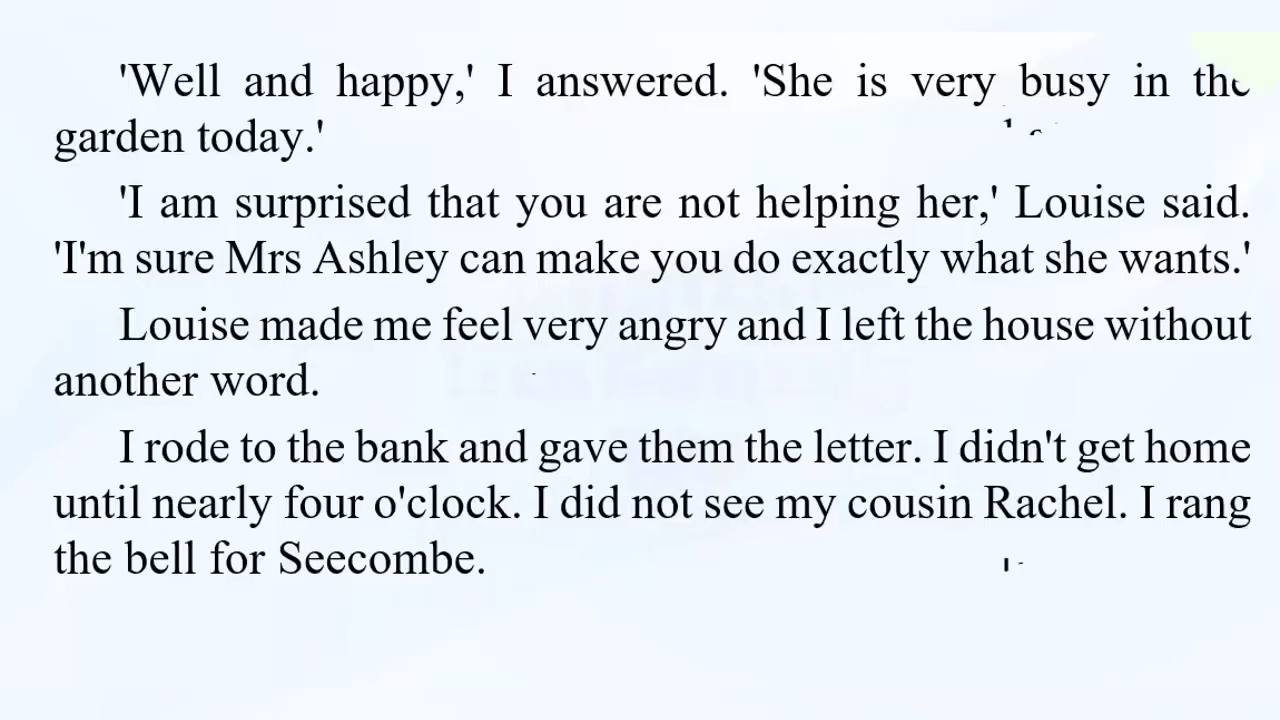 'Well and happy,' I answered. 'She is very busy in the
garden today.'
'I am surprised that you are not helping her,' Louise said.
'I'm sure Mrs Ashley can make you do exactly what she wants.'
Louise made me feel very angry and I left the house without
another word.
I rode to the bank and gave them the letter. I didn't get home
until nearly four o'clock. I did not see my cousin Rachel. I rang
the bell for Seecombe.